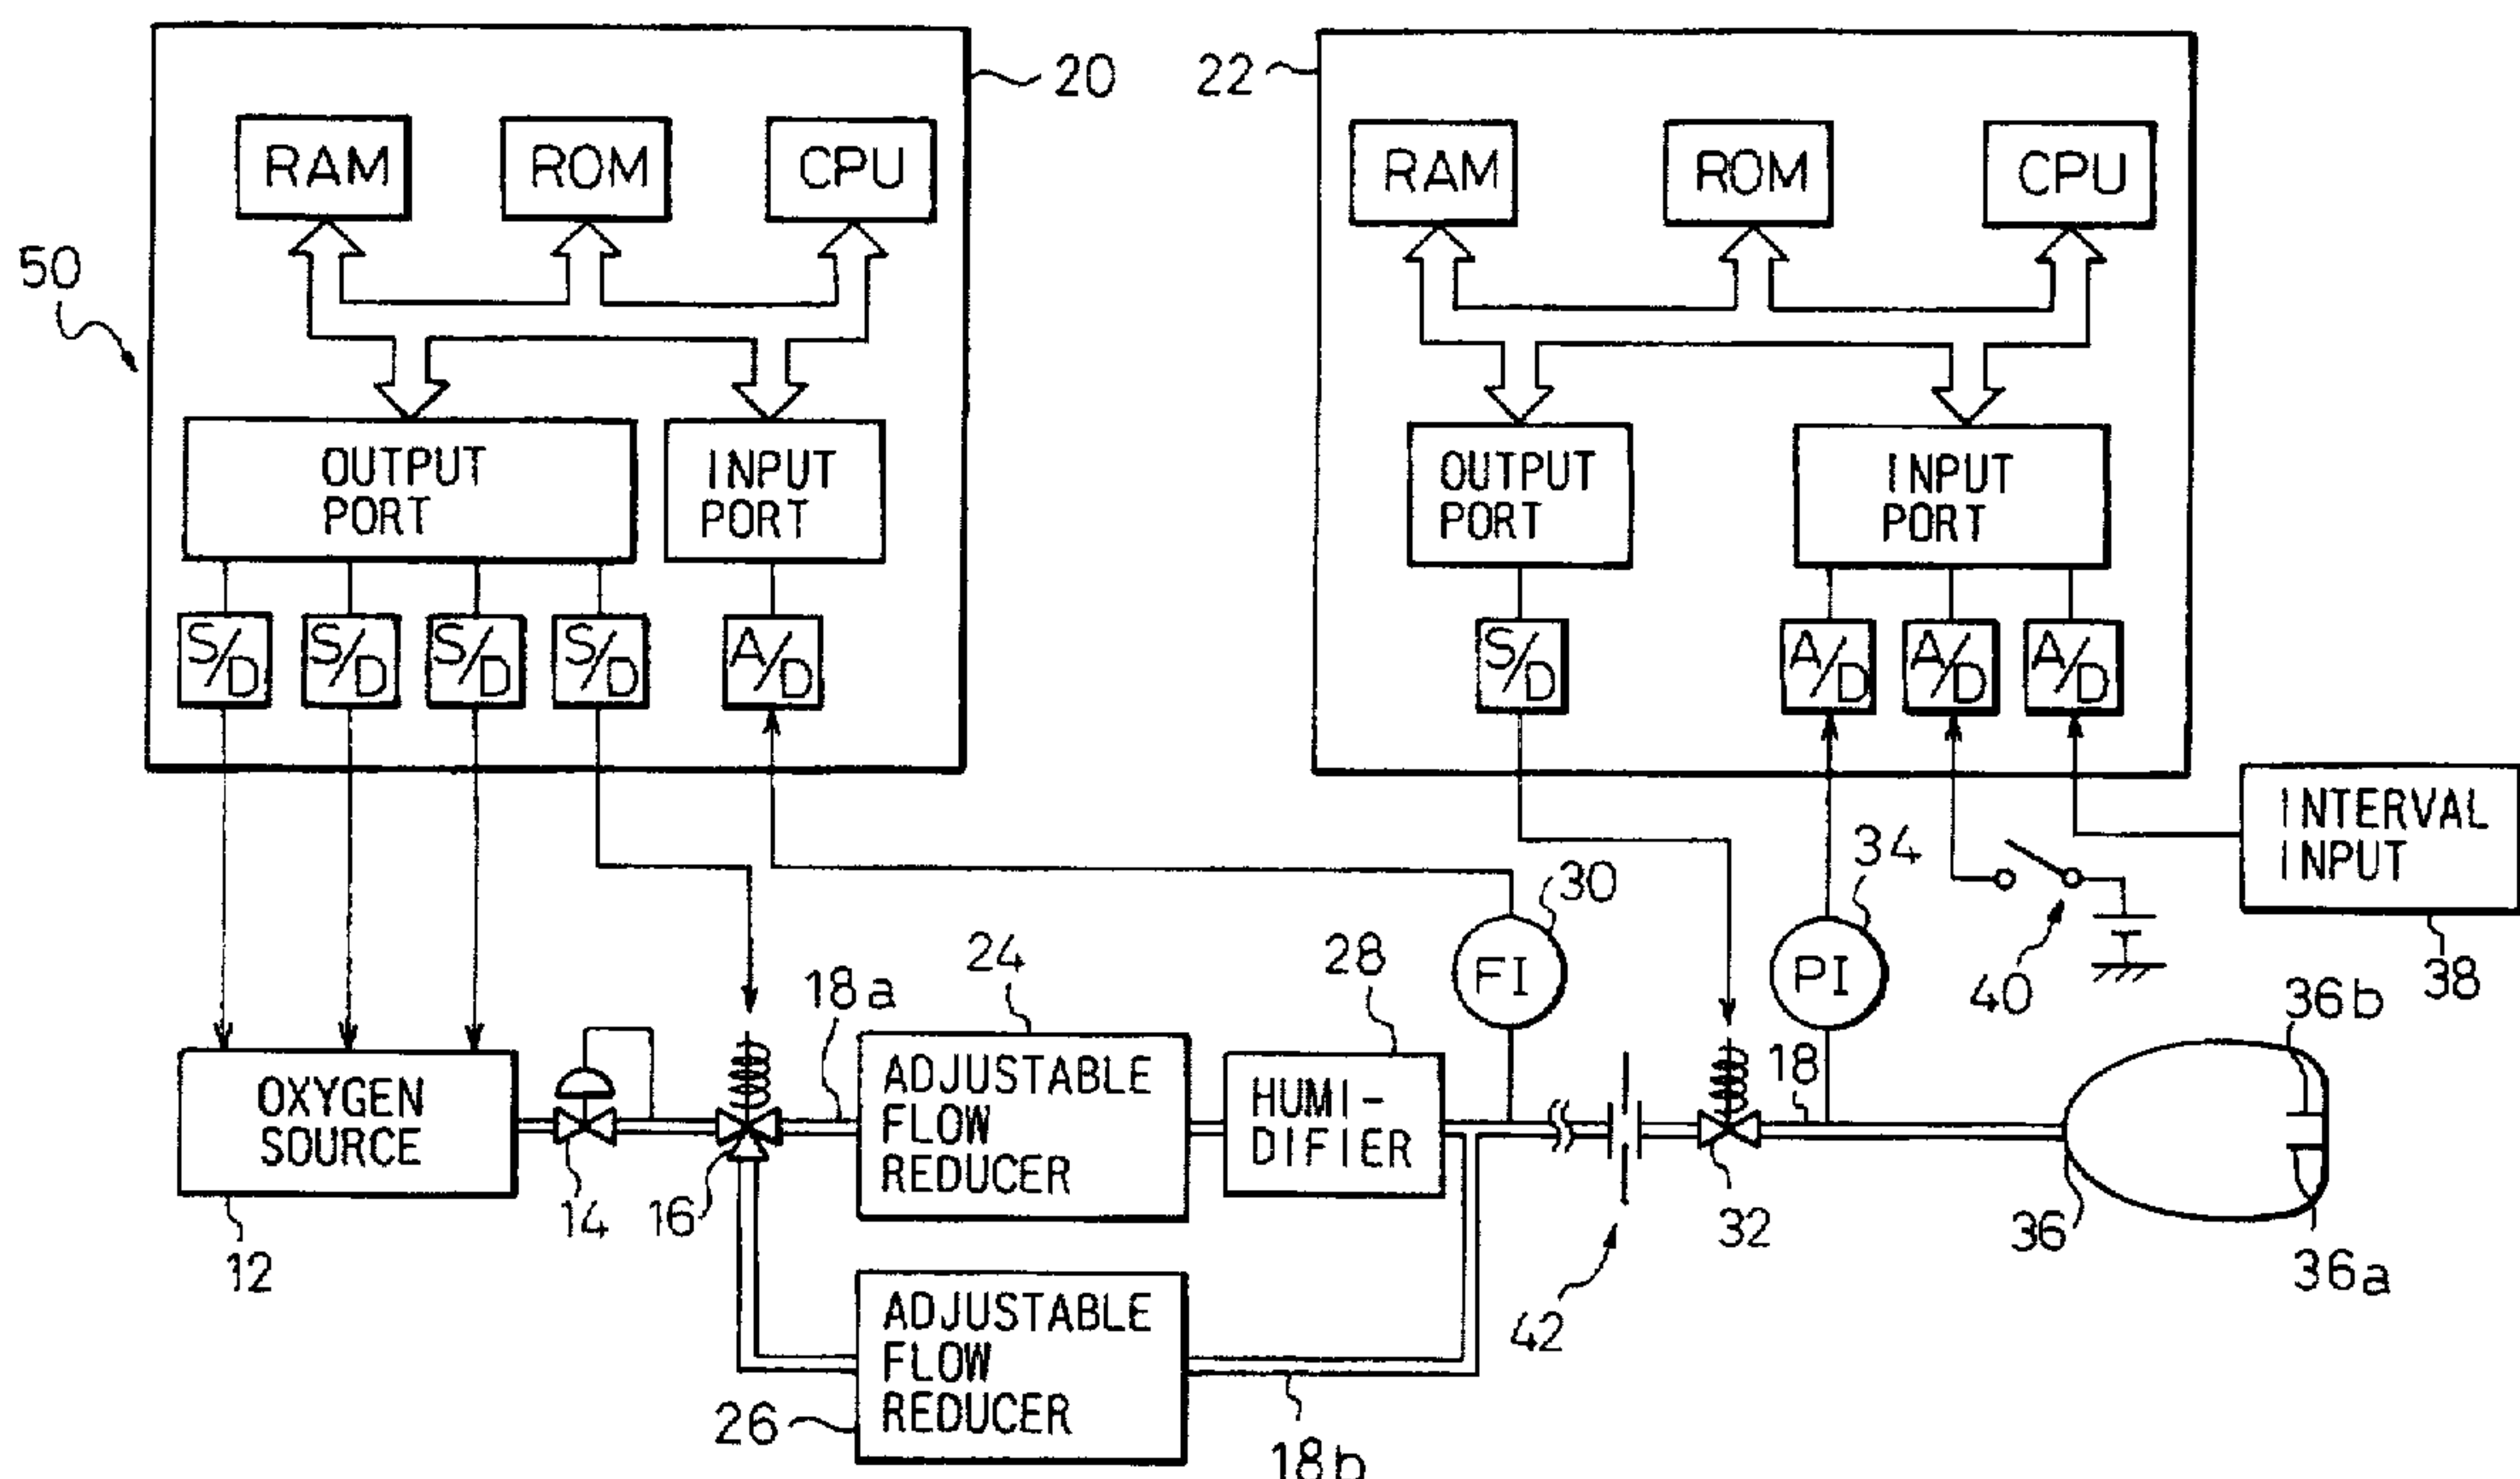 20
22
RAM
ROM
CPU
RAM
ROM
CPU
50
OUTPUT
PORT
INPUT
PORT
OUTPUT
PORT
INPUT
PORT
S/D
S/D
S/D
S/D
A/D
S/D
A/D
A/D
A/D
INTERVAL
INPUT
34
30
24
28
18a
FI
PI
40
38
36b
18
OXYGEN
SOURCE
ADJUSTABLE
FLOW
REDUCER
HUMI-
DIFIER
14
16
32
36
12
36a
42
ADJUSTABLE
FLOW
REDUCER
26
18b